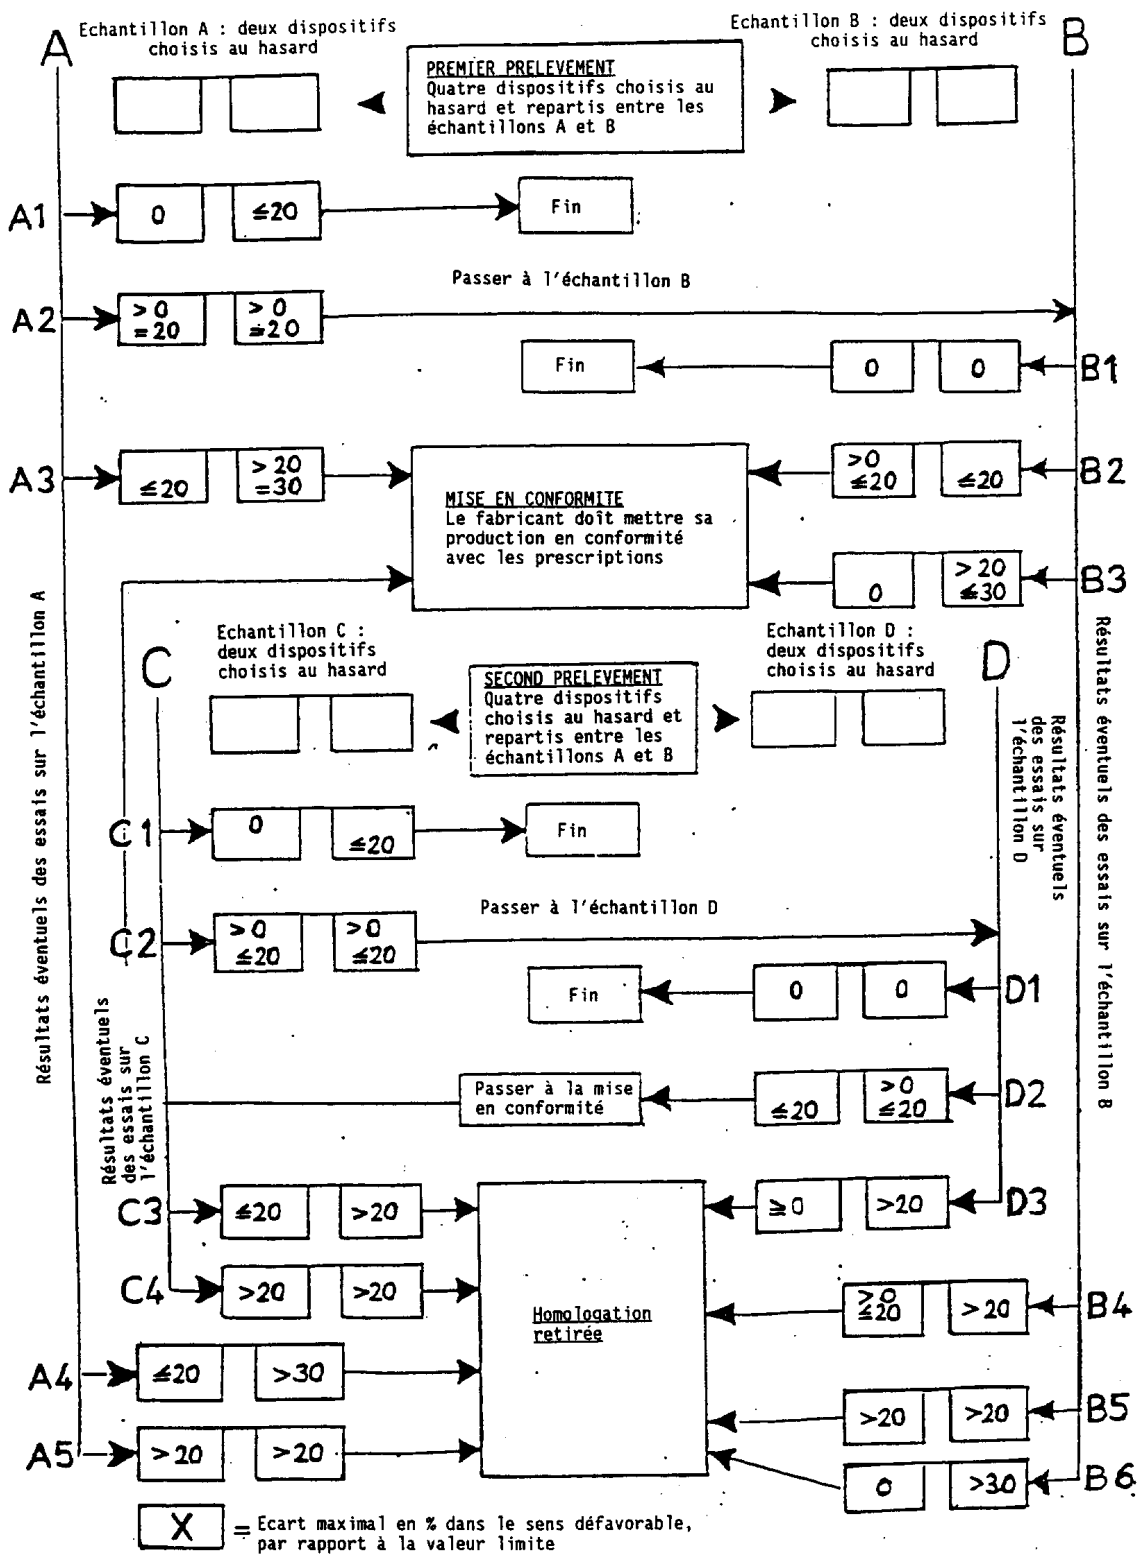 A
Echantillon A : deux dispositifs
choisis au hasard
Echantillon B : deux dispositifs
choisis au hasard
B
PREMIER PRELEVEMENT
Quatre dispositifs choisis au
hasard et repartis entre les
échantillons A et B
A1
0
≦20
Fin
Passer à l'échantillon B
A2
>0
=20
>0
=20
Fin
0
0
B1
A3
≦20
>20
=30
MISE EN CONFORMITE
Le fabricant doît mettre sa
production en conformité
avec les prescriptions
>0
≦20
≦20
B2
0
>20
≦30
B3
Résultats éventuels des essais sur l'échantillon A
Résultats éventuels des essais sur l'échantillon B
C
Echantillon C :
deux dispositifs
choisis au hasard
SECOND PRELEVEMENT
Quatre dispositifs
choisis au hasard et
repartis entre les
échantillons A et B
Echantillon D :
deux dispositifs
choisis au hasard
D
Résultats éventuels
des essais sur
l'échantillon D
C1
0
≦20
Fin
Passer à l'échantillon D
C2
>0
≦20
>0
≦20
Fin
0
0
D1
Résultats éventuels
des essais sur
l'échantillon C
Passer à la mise
en conformité
≦20
>0
≦20
D2
C3
≦20
>20
≧0
>20
D3
C4
>20
>20
Homologation
retirée
>0
≦20
>20
B4
A4
≦20
>30
>20
>20
B5
A5
>20
>20
0
>30
B6
X
= Ecart maximal en % dans le sens défavorable,
par rapport à la valeur limite